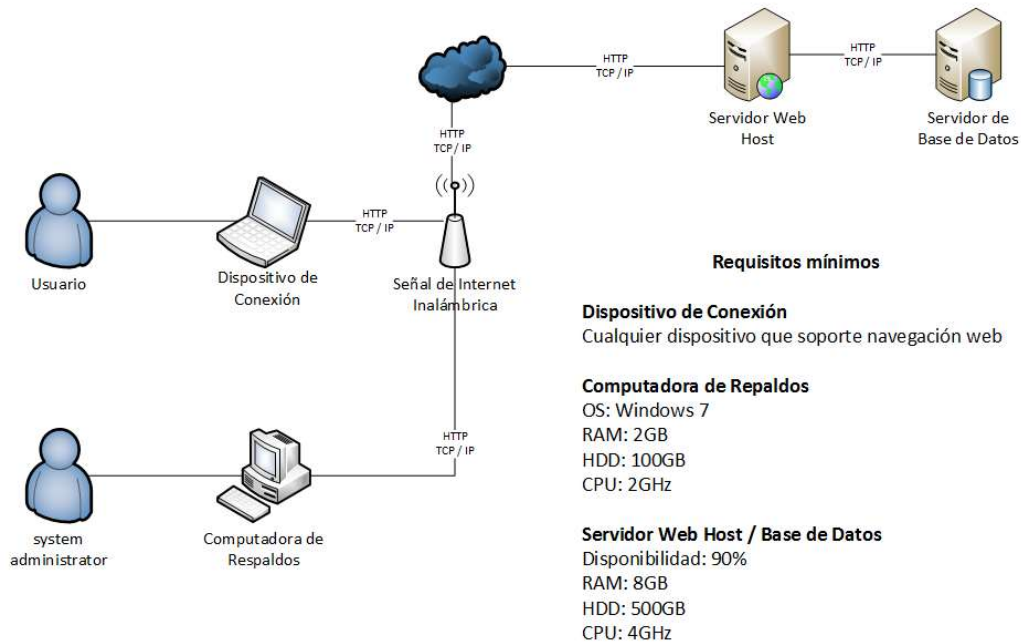 HTTP
TCP / IP
Servidor Web
Host
HTTP
TCP / IP
Servidor de
Base de Datos
HTTP
TCP / IP
Usuario
Dispositivo de
Conexión
HTTP
TCP / IP
Señal de Internet
Inalámbrica
HTTP
TCP / IP
system
administrator
Computadora de
Respaldos
Requisitos mínimos
Dispositivo de Conexión
Cualquier dispositivo que soporte navegación web
Computadora de Repaldos
OS: Windows 7
RAM: 2GB
HDD: 100GB
CPU: 2GHz
Servidor Web Host / Base de Datos
Disponibilidad: 90%
RAM: 8GB
HDD: 500GB
CPU: 4GHz